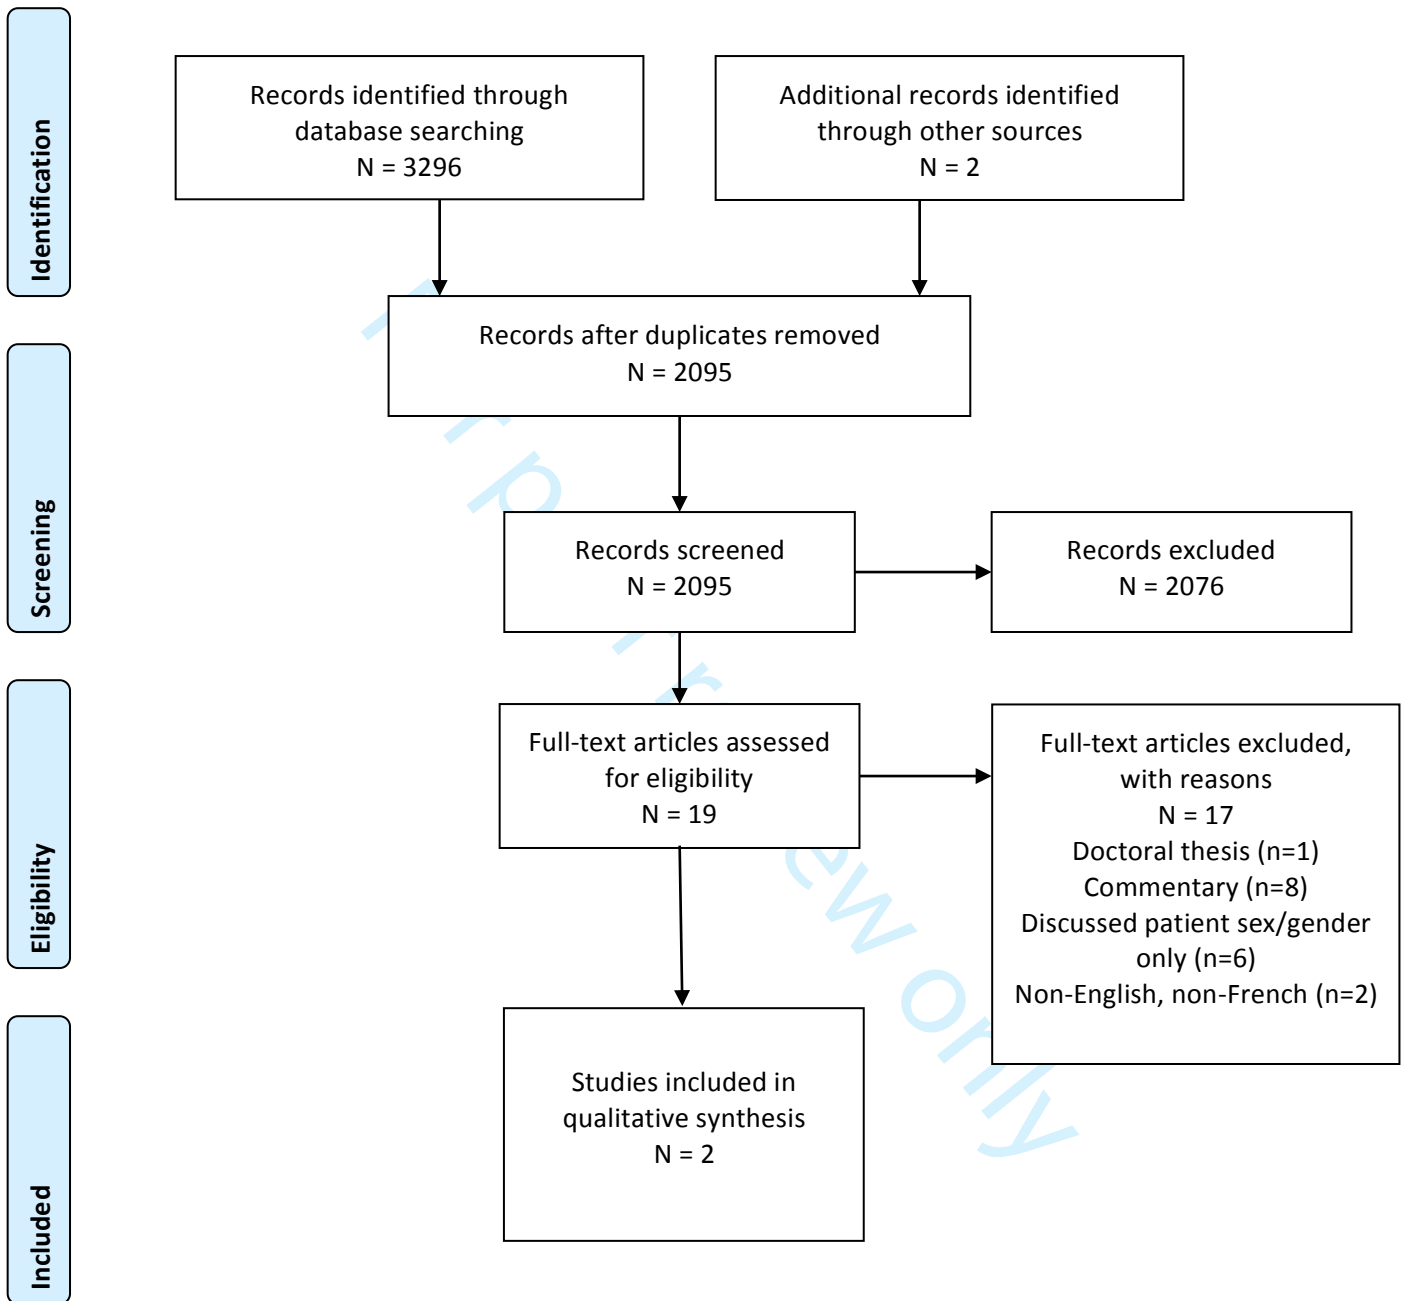 Identification
Records identified through
database searching
N = 3296
Additional records identified
through other sources
N = 2
Records after duplicates removed
N = 2095
Screening
Records screened
N = 2095
Records excluded
N = 2076
Eligibility
Full-text articles assessed
for eligibility
N = 19
Full-text articles excluded,
with reasons
N = 17
Doctoral thesis (n=1)
Commentary (n=8)
Discussed patient sex/gender
only (n=6)
Non-English, non-French (n=2)
Included
Studies included in
qualitative synthesis
N = 2
only